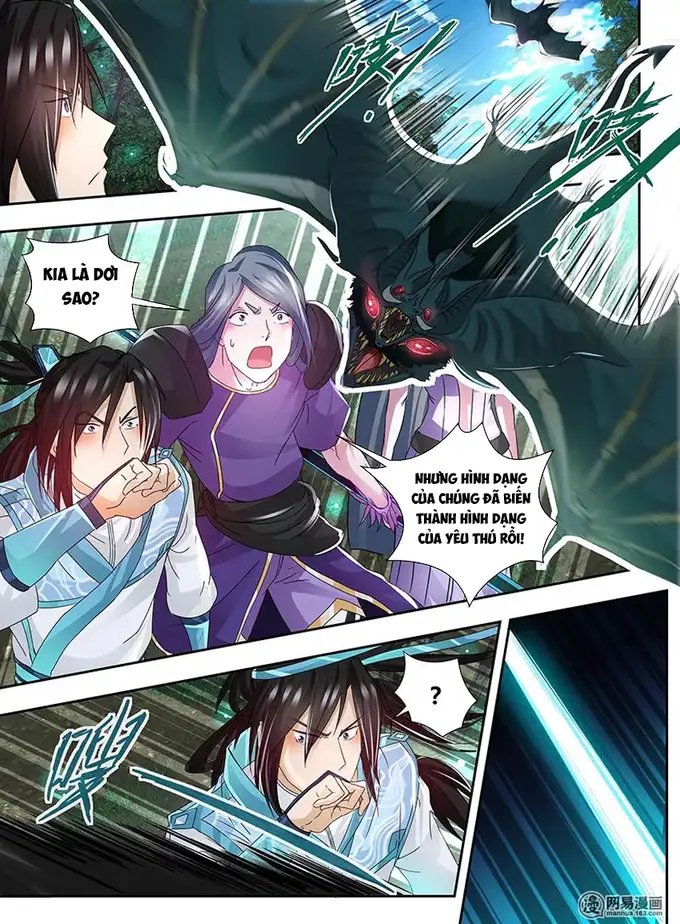 吱
吱
KIA LÀ DƠI
SAO?
NHƯNG HÌNH DẠNG
CỦA CHÚNG ĐÃ BIẾN
THÀNH HÌNH DẠNG
CỦA YÊU THÚ RỒI!
?
网易漫画
manhua.163.com